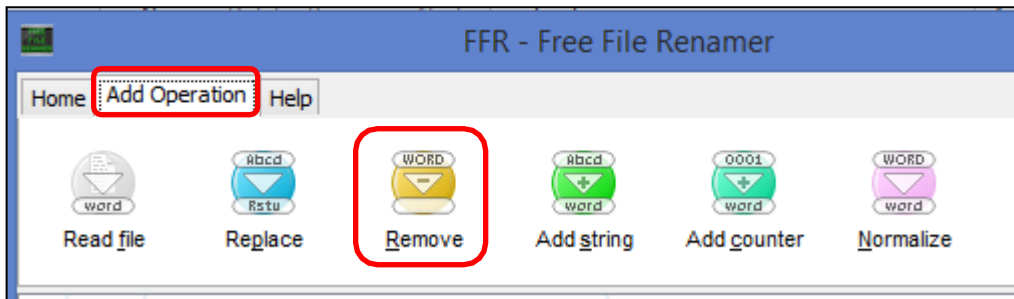 FFR - Free File Renamer
Home Add Operation Help
WORD
word
Read file
Abcd
Rstu
Replace
WORD
Remove
Abcd
word
Add string
0001
word
Add counter
WORD
word
Normalize